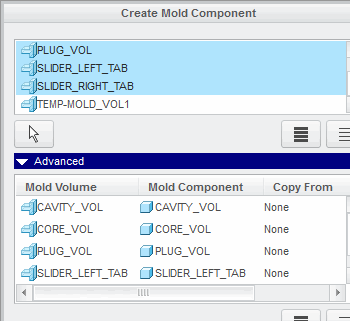 Create Mold Component
PLUG_VOL
SLIDER_LEFT_TAB
SLIDER_RIGHT_TAB
TEMP-MOLD_VOL1
Advanced
Mold Volume Mold Component Copy From
CAVITY_VOL CAVITY_VOL None
CORE_VOL CORE_VOL None
PLUG_VOL PLUG_VOL None
SLIDER_LEFT_TAB SLIDER_LEFT_TAB None